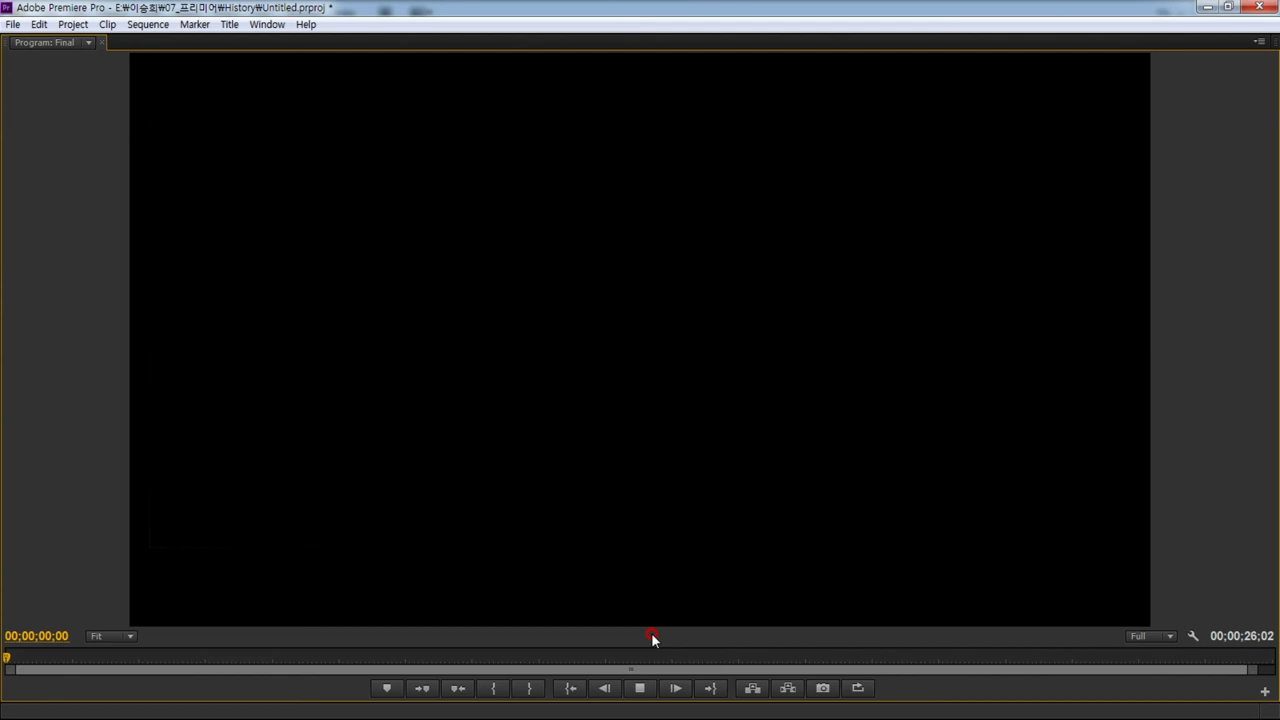 Adobe Premiere Pro - E:₩이승희₩07_프리미어₩History₩Untitled.prproj *
File Edit Project Clip Sequence Marker Title Window Help
Program: Final
00;00;00;00 Fit Full 00;00;26;02